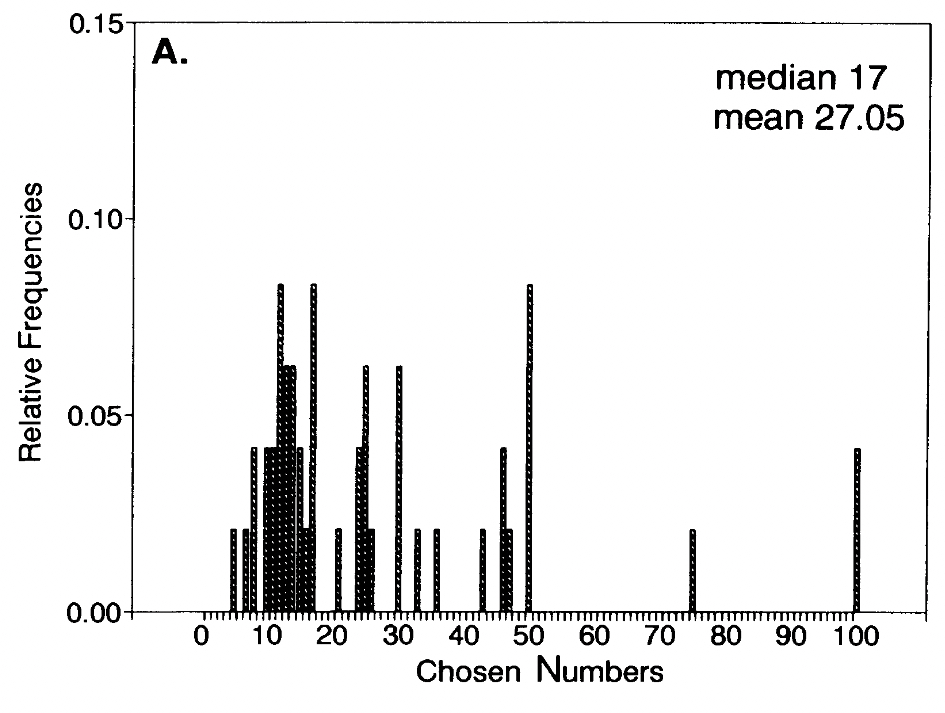 0.15
A.
median 17
mean 27.05
0.10
0.05
0.00
Relative Frequencies
0 10 20 30 40 50 60 70 80 90 100
Chosen Numbers